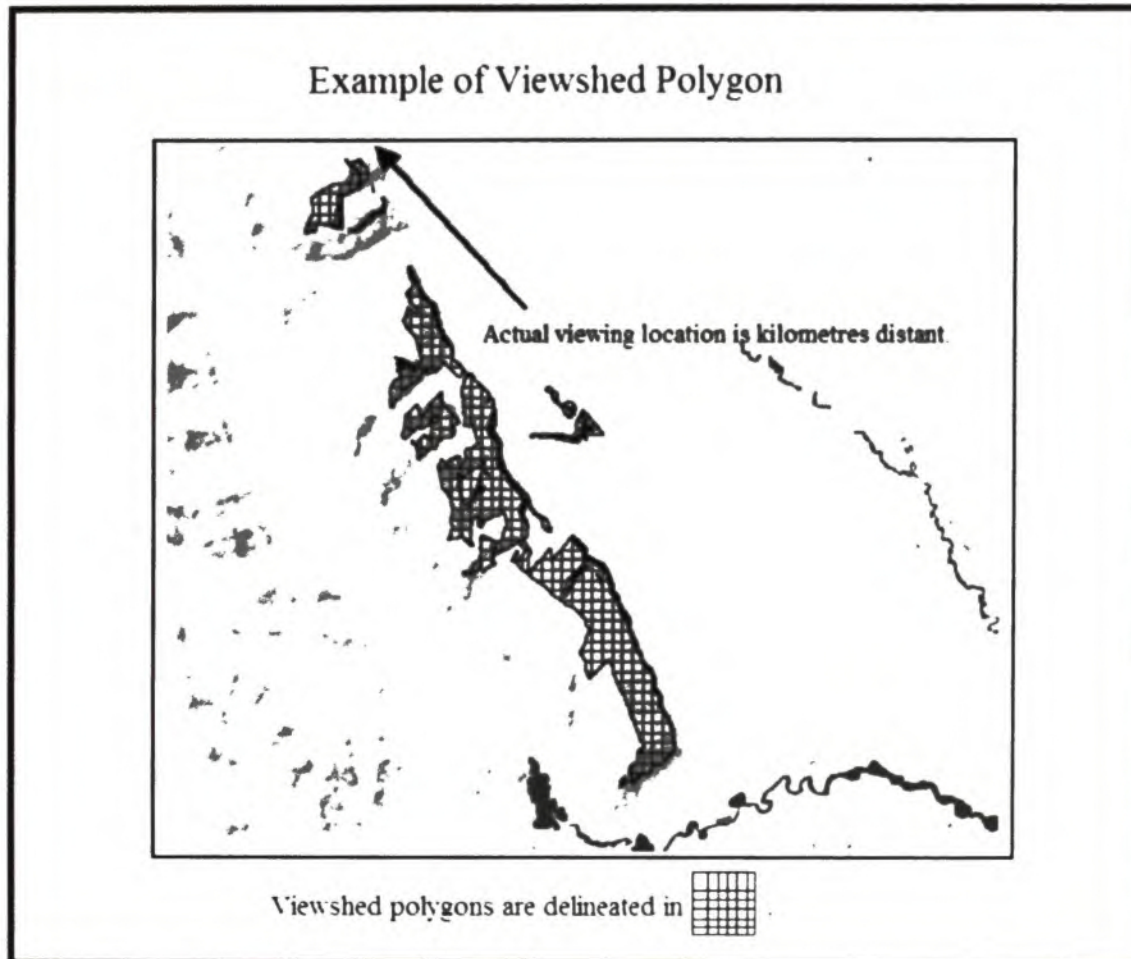 Example of Viewshed Polygon
Actual viewing location is kilometres distant.
Viewshed polygons are delineated in